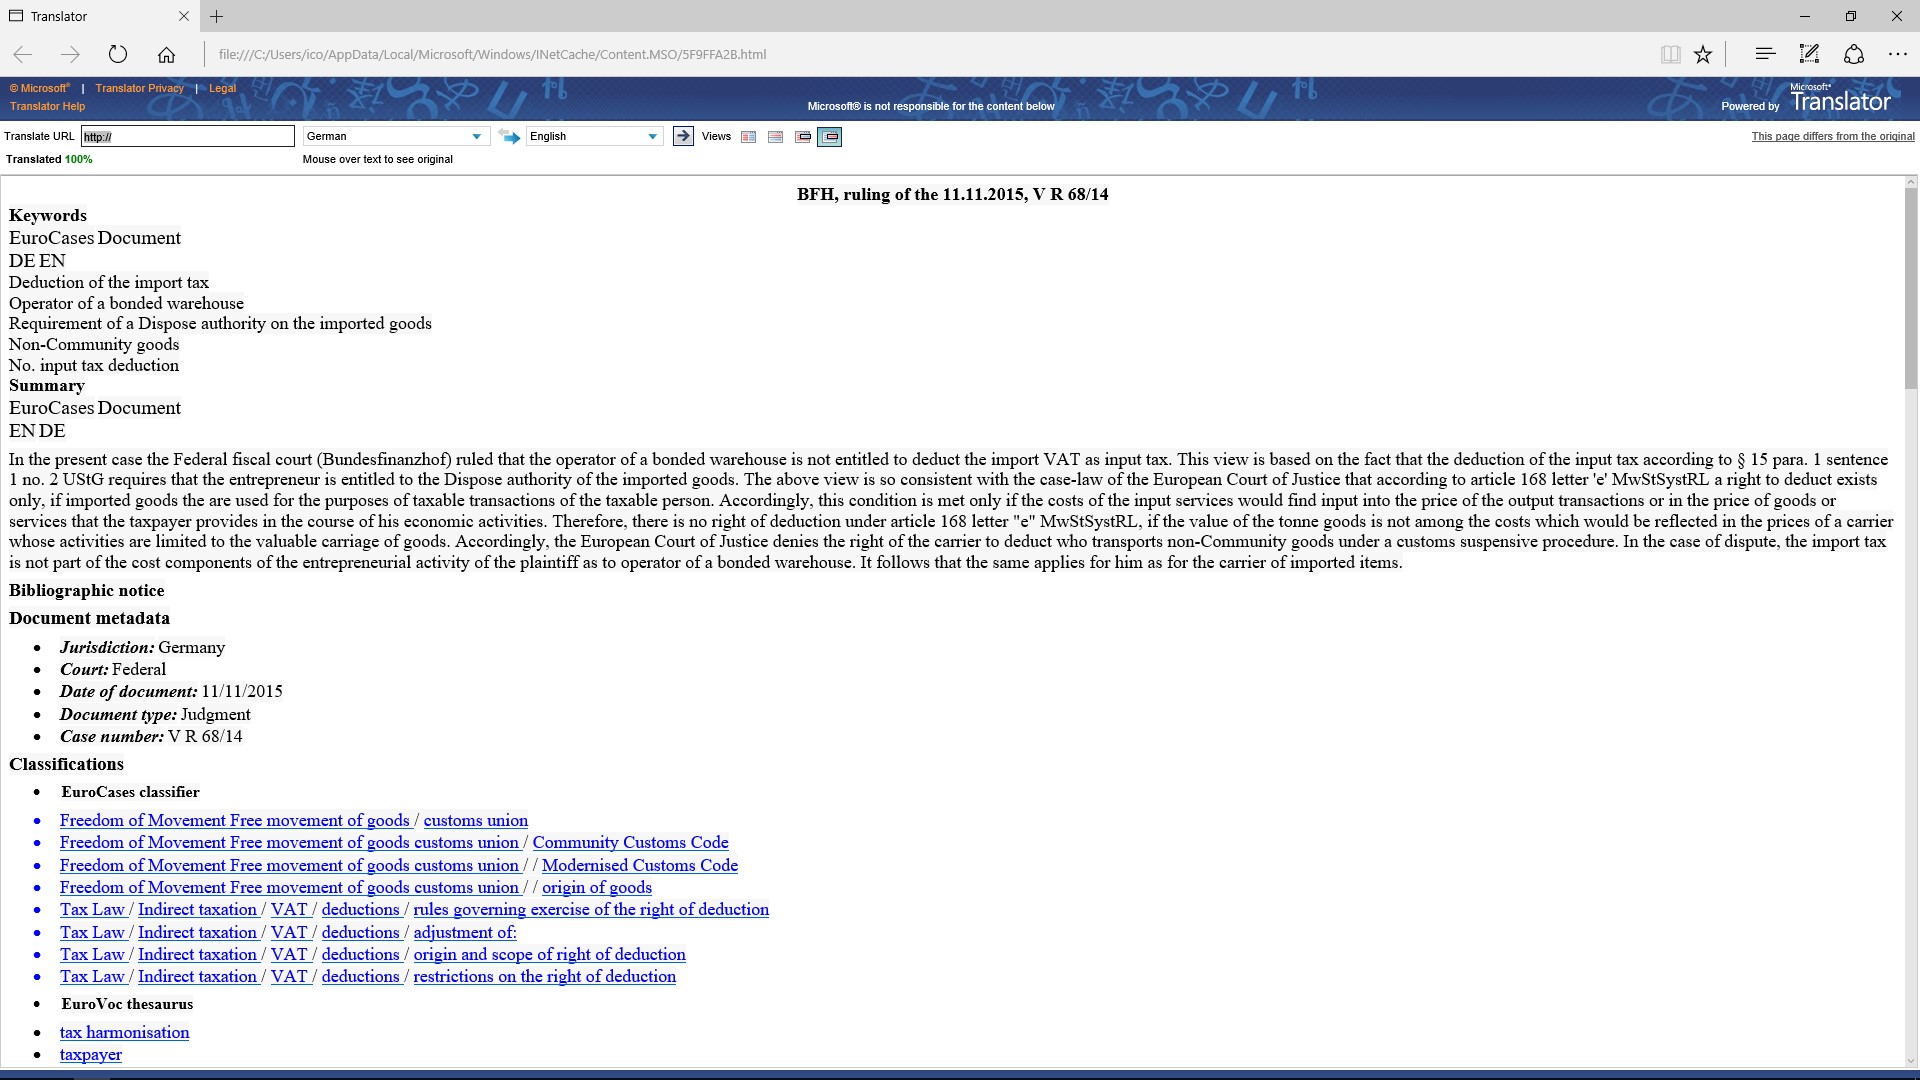 Translator
file:///C:/Users/ico/AppData/Local/Microsoft/Windows/INetCache/Content.MSO/5F9FFA2B.html
© Microsoft® | Translator Privacy | Legal
Translator Help
Microsoft® is not responsible for the content below
Powered by Microsoft® Translator
Translate URL http:// German English Views This page differs from the original
Translated 100% Mouse over text to see original
BFH, ruling of the 11.11.2015, V R 68/14
Keywords
EuroCases Document
DE EN
Deduction of the import tax
Operator of a bonded warehouse
Requirement of a Dispose authority on the imported goods
Non-Community goods
No. input tax deduction
Summary
EuroCases Document
EN DE
In the present case the Federal fiscal court (Bundesfinanzhof) ruled that the operator of a bonded warehouse is not entitled to deduct the import VAT as input tax. This view is based on the fact that the deduction of the input tax according to § 15 para. 1 sentence
1 no. 2 UStG requires that the entrepreneur is entitled to the Dispose authority of the imported goods. The above view is so consistent with the case-law of the European Court of Justice that according to article 168 letter 'e' MwStSystRL a right to deduct exists
only, if imported goods the are used for the purposes of taxable transactions of the taxable person. Accordingly, this condition is met only if the costs of the input services would find input into the price of the output transactions or in the price of goods or
services that the taxpayer provides in the course of his economic activities. Therefore, there is no right of deduction under article 168 letter "e" MwStSystRL, if the value of the tonne goods is not among the costs which would be reflected in the prices of a carrier
whose activities are limited to the valuable carriage of goods. Accordingly, the European Court of Justice denies the right of the carrier to deduct who transports non-Community goods under a customs suspensive procedure. In the case of dispute, the import tax
is not part of the cost components of the entrepreneurial activity of the plaintiff as to operator of a bonded warehouse. It follows that the same applies for him as for the carrier of imported items.
Bibliographic notice
Document metadata
• Jurisdiction: Germany
• Court: Federal
• Date of document: 11/11/2015
• Document type: Judgment
• Case number: V R 68/14
Classifications
• EuroCases classifier
• Freedom of Movement Free movement of goods / customs union
• Freedom of Movement Free movement of goods customs union / Community Customs Code
• Freedom of Movement Free movement of goods customs union / / Modernised Customs Code
• Freedom of Movement Free movement of goods customs union / / origin of goods
• Tax Law / Indirect taxation / VAT / deductions / rules governing exercise of the right of deduction
• Tax Law / Indirect taxation / VAT / deductions / adjustment of:
• Tax Law / Indirect taxation / VAT / deductions / origin and scope of right of deduction
• Tax Law / Indirect taxation / VAT / deductions / restrictions on the right of deduction
• EuroVoc thesaurus
• tax harmonisation
• taxpayer